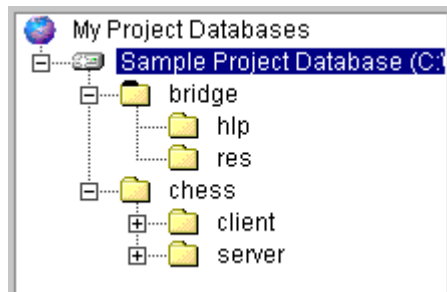 My Project Databases
Sample Project Database (C:\
bridge
hlp
res
chess
client
server